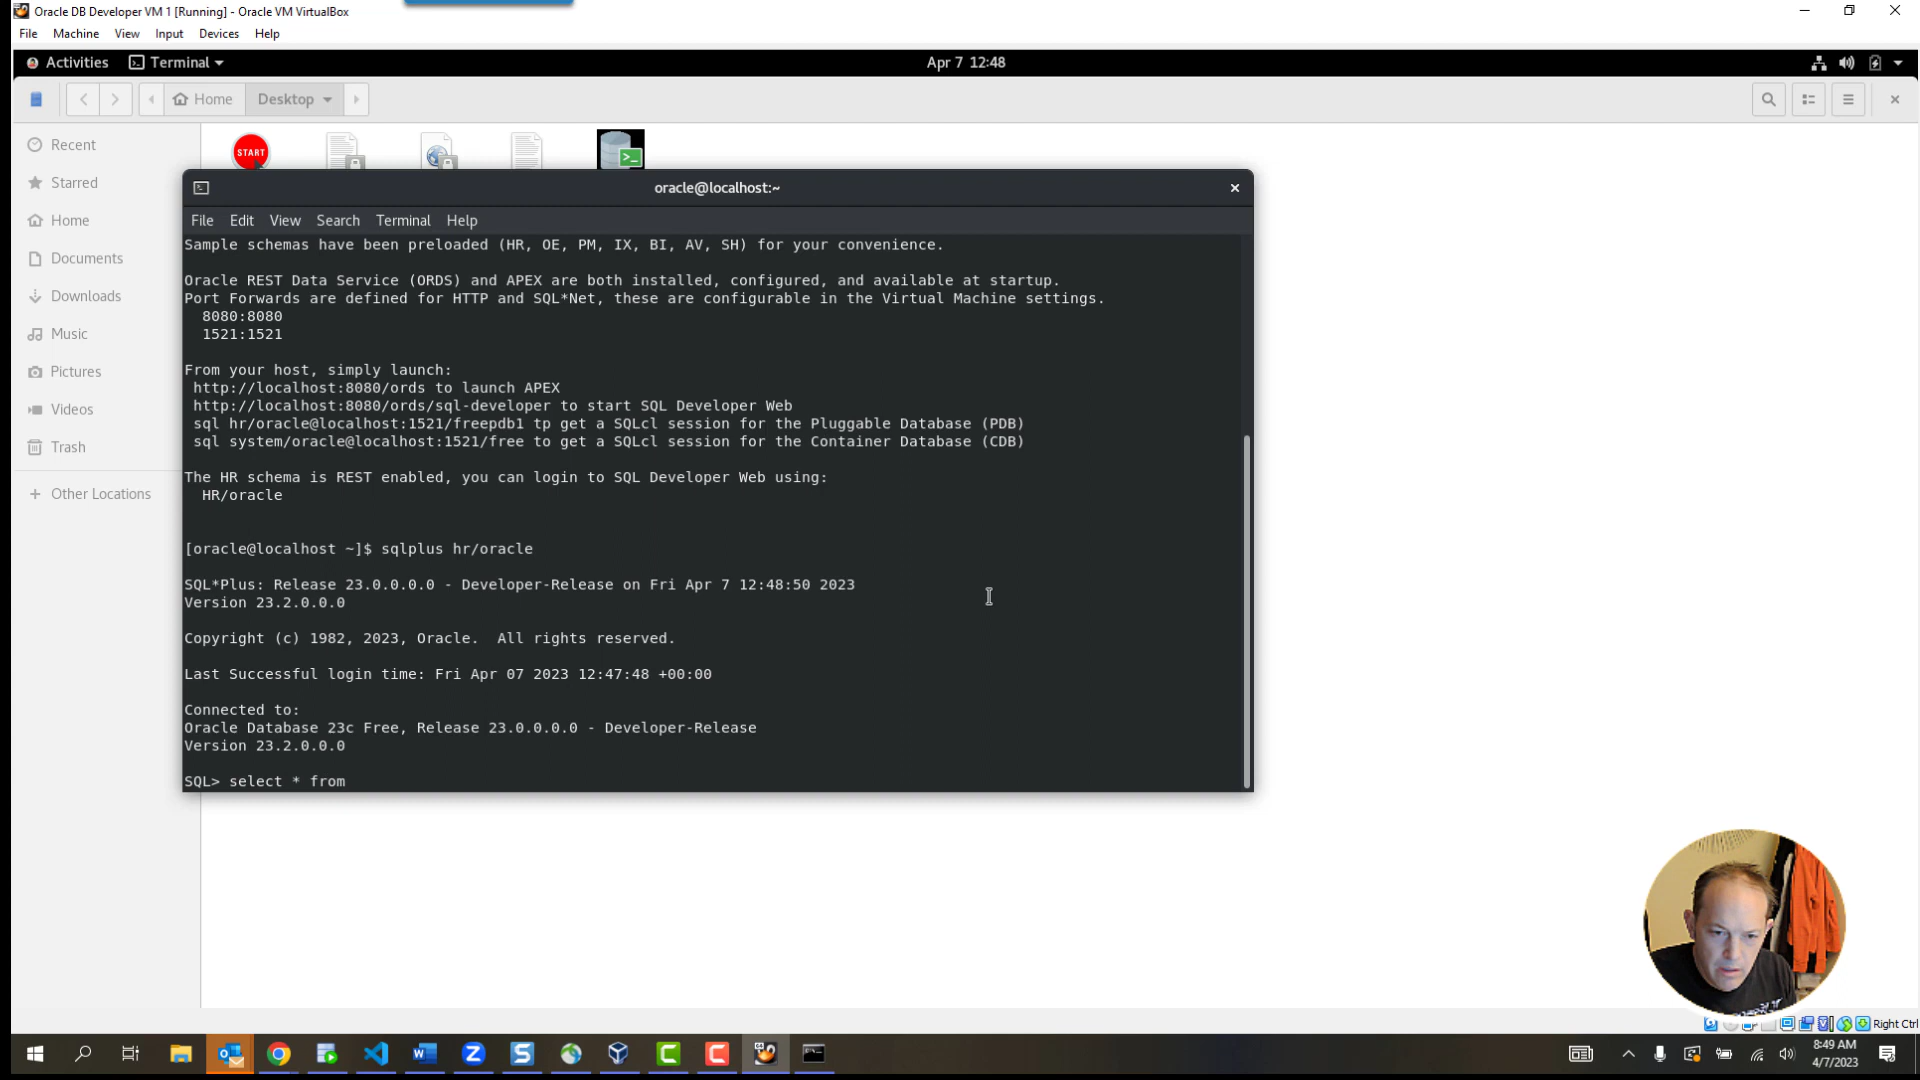 Oracle DB Developer VM 1 [Running] - Oracle VM VirtualBox
File Machine View Input Devices Help
Activities Terminal Apr 7 12:48
Home Desktop
Recent
Starred
Home
Documents
Downloads
Music
Pictures
Videos
Trash
+ Other Locations
START
>_
oracle@localhost:~
File Edit View Search Terminal Help
Sample schemas have been preloaded (HR, OE, PM, IX, BI, AV, SH) for your convenience.
Oracle REST Data Service (ORDS) and APEX are both installed, configured, and available at startup.
Port Forwards are defined for HTTP and SQL*Net, these are configurable in the Virtual Machine settings.
8080:8080
1521:1521
From your host, simply launch:
http://localhost:8080/ords to launch APEX
http://localhost:8080/ords/sql-developer to start SQL Developer Web
sql hr/oracle@localhost:1521/freepdb1 tp get a SQLcl session for the Pluggable Database (PDB)
sql system/oracle@localhost:1521/free to get a SQLcl session for the Container Database (CDB)
The HR schema is REST enabled, you can login to SQL Developer Web using:
HR/oracle
[oracle@localhost ~]$ sqlplus hr/oracle
SQL*Plus: Release 23.0.0.0.0 - Developer-Release on Fri Apr 7 12:48:50 2023
Version 23.2.0.0.0
Copyright (c) 1982, 2023, Oracle.  All rights reserved.
Last Successful login time: Fri Apr 07 2023 12:47:48 +00:00
Connected to:
Oracle Database 23c Free, Release 23.0.0.0.0 - Developer-Release
Version 23.2.0.0.0
SQL> select * from
Right Ctrl
8:49 AM
4/7/2023